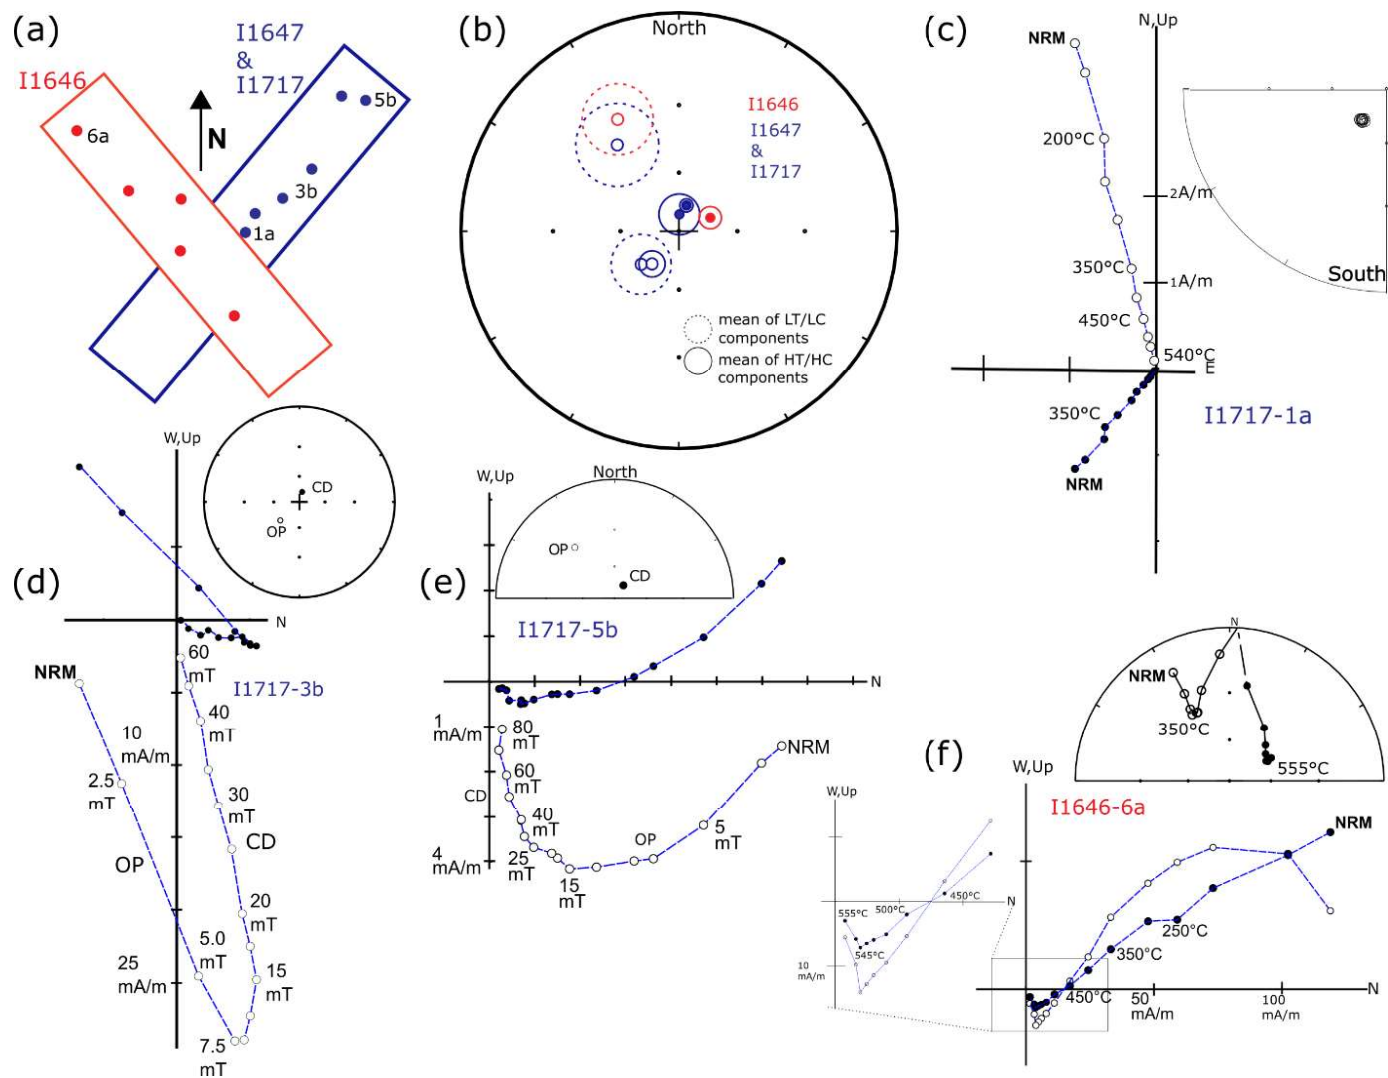 (a)
I1646
I1647
&
I1717
N
6a
5b
3b
1a
(b)
North
I1646
I1647
&
I1717
mean of LT/LC
components
mean of HT/HC
components
(c)
N,Up
NRM
200°C
2A/m
350°C
1A/m
450°C
540°C
E
350°C
NRM
I1717-1a
South
(d)
W,Up
CD
OP
N
NRM
60
mT
I1717-3b
10
mA/m
40
mT
2.5
mT
30
mT
OP
CD
20
mT
5.0
mT
25
mA/m
15
mT
7.5
mT
(e)
W,Up
North
OP
CD
I1717-5b
N
1
mA/m
80
mT
NRM
60
mT
CD
40
mT
OP
5
mT
4
mA/m
25
mT
15
mT
(f)
N
NRM
350°C
555°C
W,Up
I1646-6a
NRM
W,Up
450°C
N
500°C
555°C
545°C
10
mA/m
250°C
350°C
450°C
50
mA/m
100
mA/m
N